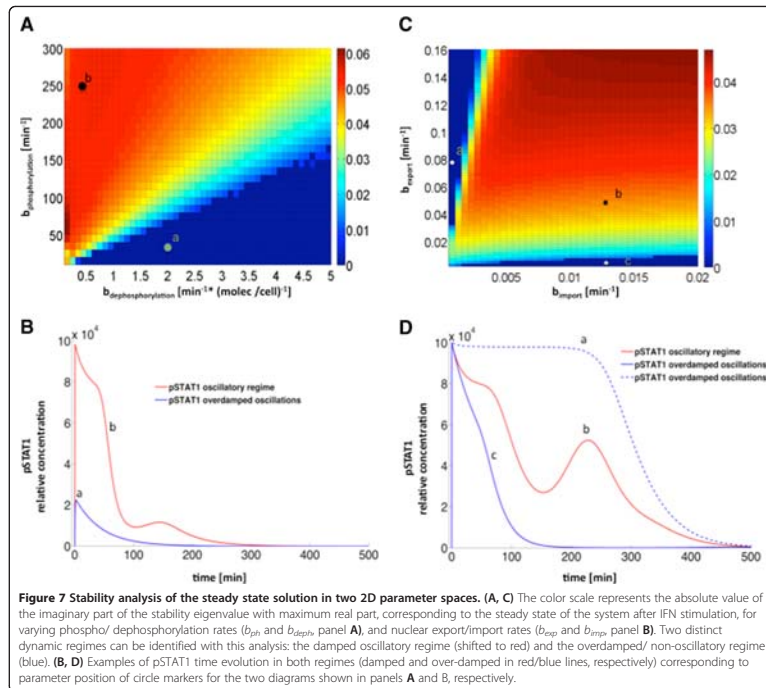 A
C
300
250
200
150
100
50
b
a
0.06
0.05
0.04
0.03
0.02
0.01
0
0.5 1 1.5 2 2.5 3 3.5 4 4.5 5
b phosphorylation [min-1]
b dephosphorylation [min-1* (molec /cell)-1]
0.16
0.14
0.12
0.1
0.08
0.06
0.04
0.02
a
b
c
0.04
0.03
0.02
0.01
0
0.005 0.01 0.015 0.02
b export [min-1]
b import [min-1]
B
D
10 x 10^4
8
6
4
2
0
0 100 200 300 400 500
pSTAT1 oscillatory regime
pSTAT1 overdamped oscillations
b
a
pSTAT1
relative concentration
time [min]
10 x 10^4
8
6
4
2
0
0 100 200 300 400 500
a
pSTAT1 oscillatory regime
pSTAT1 overdamped oscillations
pSTAT1 overdamped oscillations
b
c
pSTAT1
relative concentration
time [min]
Figure 7 Stability analysis of the steady state solution in two 2D parameter spaces. (A, C) The color scale represents the absolute value of
the imaginary part of the stability eigenvalue with maximum real part, corresponding to the steady state of the system after IFN stimulation, for
varying phospho/ dephosphorylation rates (bph and bdeph, panel A), and nuclear export/import rates (bexp and bimp, panel B). Two distinct
dynamic regimes can be identified with this analysis: the damped oscillatory regime (shifted to red) and the overdamped/ non-oscillatory regime
(blue). (B, D) Examples of pSTAT1 time evolution in both regimes (damped and over-damped in red/blue lines, respectively) corresponding to
parameter position of circle markers for the two diagrams shown in panels A and B, respectively.